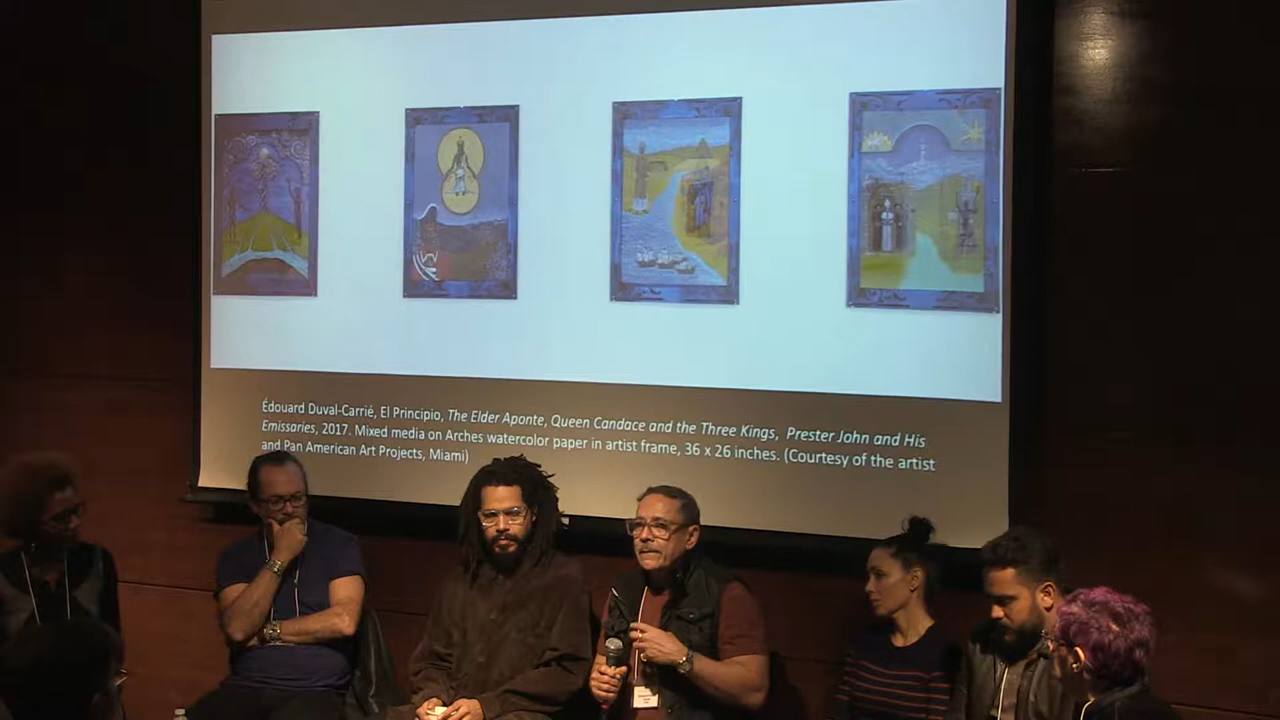 Édouard Duval-Carrié, El Principio, The Elder Aponte, Queen Candace and the Three Kings, Prester John and His
Emissaries, 2017. Mixed media on Arches watercolor paper in artist frame, 36 x 26 inches. (Courtesy of the artist
and Pan American Art Projects, Miami)